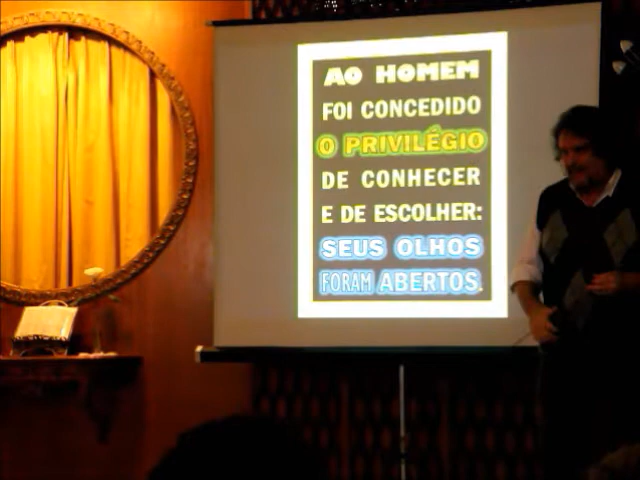 AO HOMEM
FOI CONCEDIDO
O PRIVILÉGIO
DE CONHECER
E DE ESCOLHER:
SEUS OLHOS
FORAM ABERTOS.